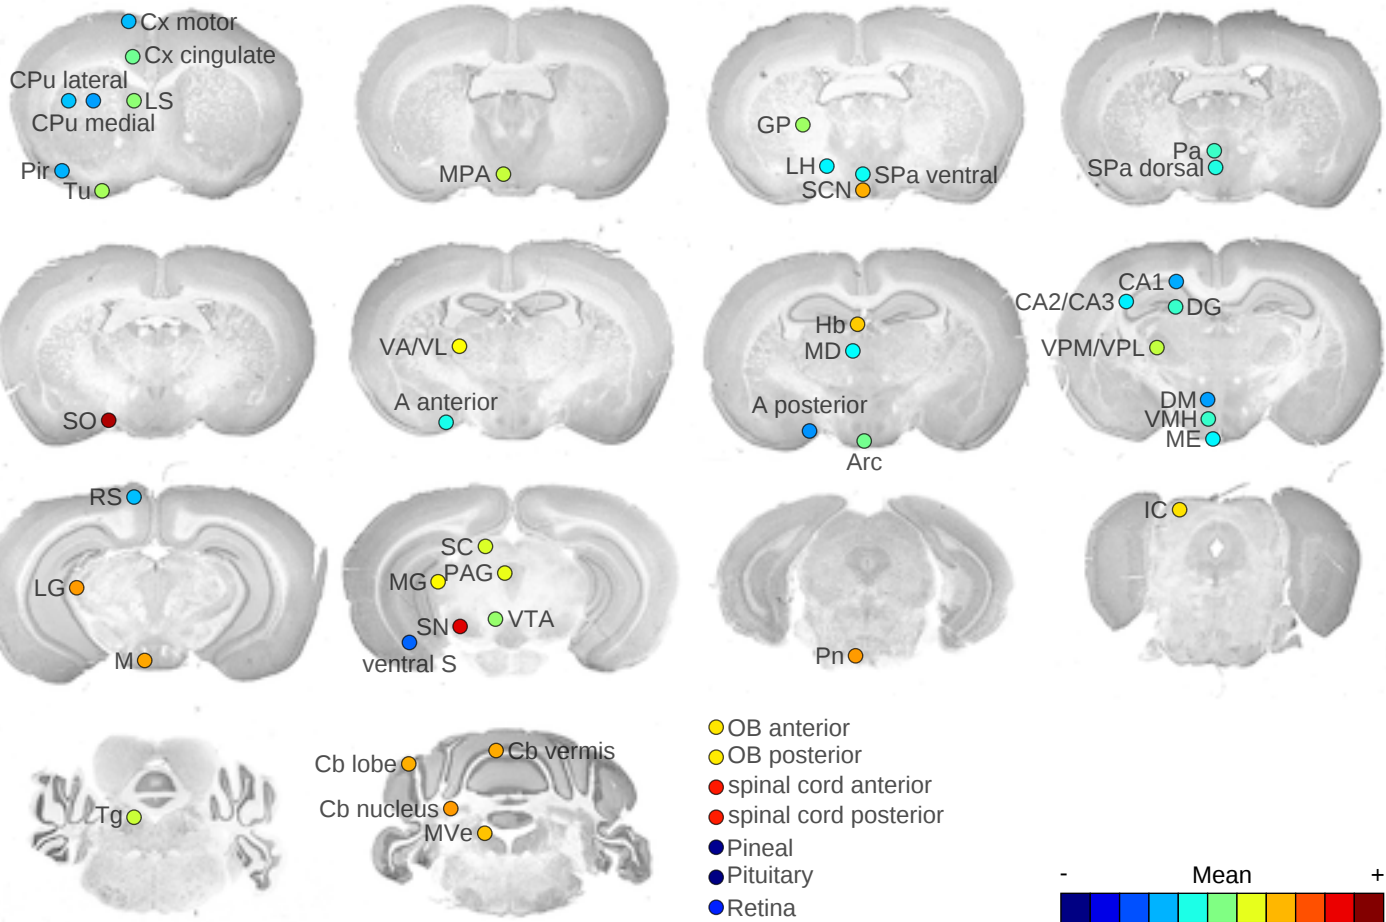 Cx motor
Cx cingulate
CPu lateral
LS
CPu medial
Pir
Tu
MPA
GP
LH
SPa ventral
SCN
Pa
SPa dorsal
SO
VA/VL
A anterior
Hb
MD
A posterior
Arc
CA1
CA2/CA3
DG
VPM/VPL
DM
VMH
ME
RS
LG
M
SC
MG
PAG
SN
VTA
ventral S
Pn
IC
Tg
Cb lobe
Cb vermis
Cb nucleus
MVe
OB anterior
OB posterior
spinal cord anterior
spinal cord posterior
Pineal
Pituitary
Retina
- Mean +